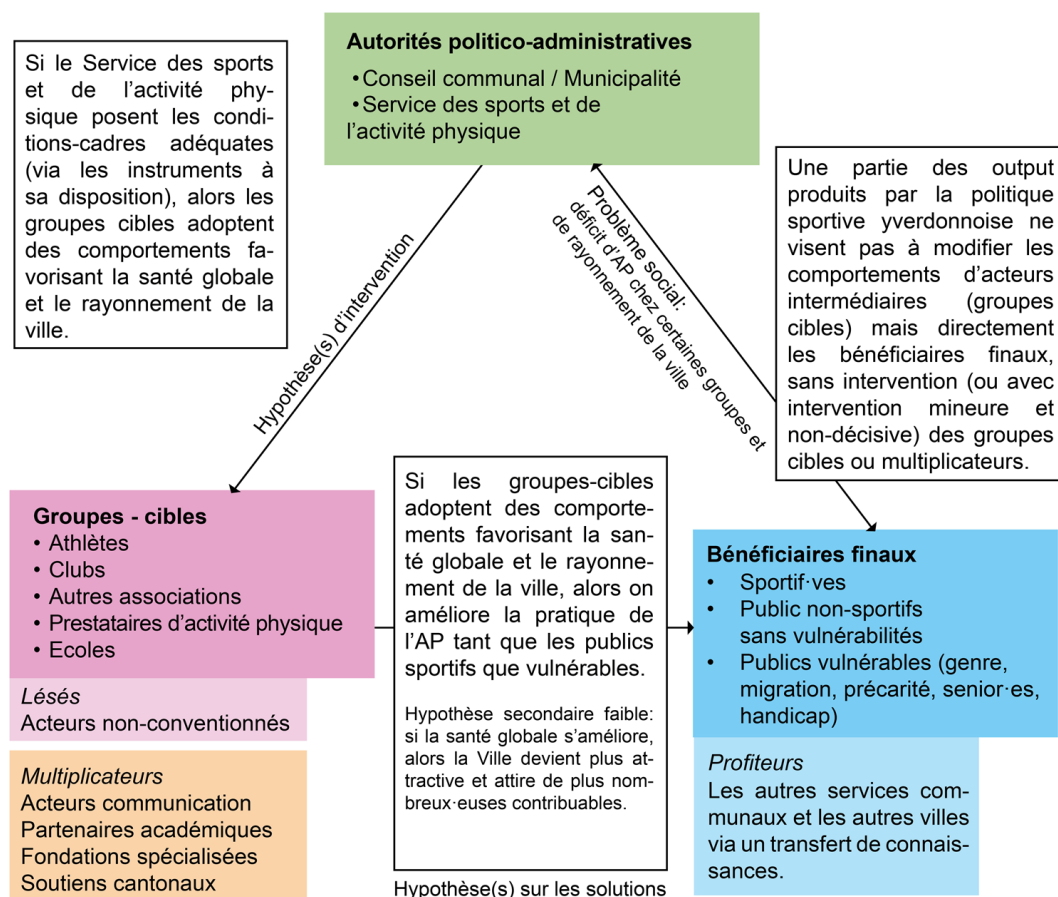 Autorités politico-administratives
• Conseil communal / Municipalité
• Service des sports et de
l’activité physique
Si le Service des sports
et de l’activité phy-
sique posent les condi-
tions-cadres adéquates
(via les instruments à
sa disposition), alors les
groupes cibles adoptent
des comportements fa-
vorisant la santé globale
et le rayonnement de la
ville.
Une partie des output
produits par la politique
sportive yverdonnoise ne
visent pas à modifier les
comportements d’acteurs
intermédiaires (groupes
cibles) mais directement
les bénéficiaires finaux,
sans intervention (ou avec
intervention mineure et
non-décisive) des groupes
cibles ou multiplicateurs.
Hypothèse(s) d’intervention
Problème social:
déficit d’AP chez certaines groupes et
de rayonnement de la ville
Groupes - cibles
• Athlètes
• Clubs
• Autres associations
• Prestataires d’activité physique
• Ecoles
Lésés
Acteurs non-conventionnés
Multiplicateurs
Acteurs communication
Partenaires académiques
Fondations spécialisées
Soutiens cantonaux
Si les groupes-cibles
adoptent des comporte-
ments favorisant la san-
té globale et le rayonne-
ment de la ville, alors on
améliore la pratique de
l’AP tant que les publics
sportifs que vulnérables.
Hypothèse secondaire faible:
si la santé globale s’améliore,
alors la Ville devient plus at-
tractive et attire de plus nom-
breux·euses contribuables.
Hypothèse(s) sur les solutions
Bénéficiaires finaux
• Sportif·ves
• Public non-sportifs
sans vulnérabilités
• Publics vulnérables (genre,
migration, précarité, senior·es,
handicap)
Profiteurs
Les autres services com-
munaux et les autres villes
via un transfert de connais-
sances.